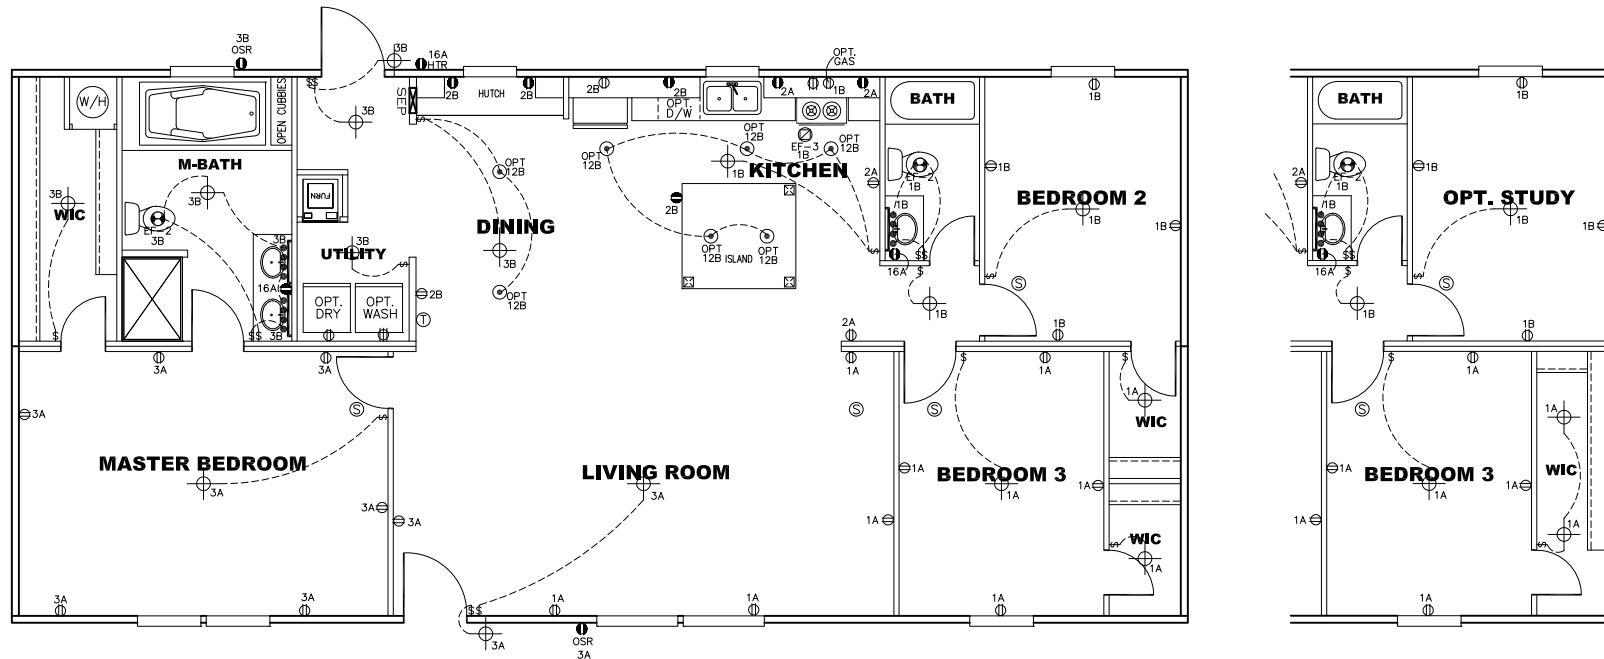 3B
OSR
3B
16A
HTR
OPT.
GAS
W/H
OPEN CUBBIES
$$
SEP
2B
HUTCH
2B
2B
2B
OPT.
D/W
2A
1B
2A
BATH
1B
BATH
1B
3B
3B
$
OPT
12B
OPT
12B
EF-3
1B
OPT
12B
M-BATH
OPT
12B
1B
KITCHEN
3B
WIC
3B
FURN
2B
2A
EF-2
1B
1B
BEDROOM 2
1B
1B
2A
EF-2
1B
1B
OPT. STUDY
1B
1B
EF-2
3B
DINING
3B
3B
UTILITY
3B
$
OPT
12B
ISLAND
OPT
12B
$
1B
16A
$$
$
$
S
1B
$
1B
16A
$$
$
$
S
1B
16A
OPT.
DRY
OPT.
WASH
2B
OPT
12B
T
$
3B
$$
2A
1B
1B
3A
3A
1A
$
1A
1A
$
1A
3A
S
$
S
S
1A
WIC
S
1A
MASTER BEDROOM
3A
LIVING ROOM
3A
1A
BEDROOM 3
1A
1A
1A
BEDROOM 3
1A
1A
WIC
3A
3A
1A
$
WIC
1A
1A
$
1A
3A
3A
$$
1A
1A
1A
1A
3A
OSR
3A